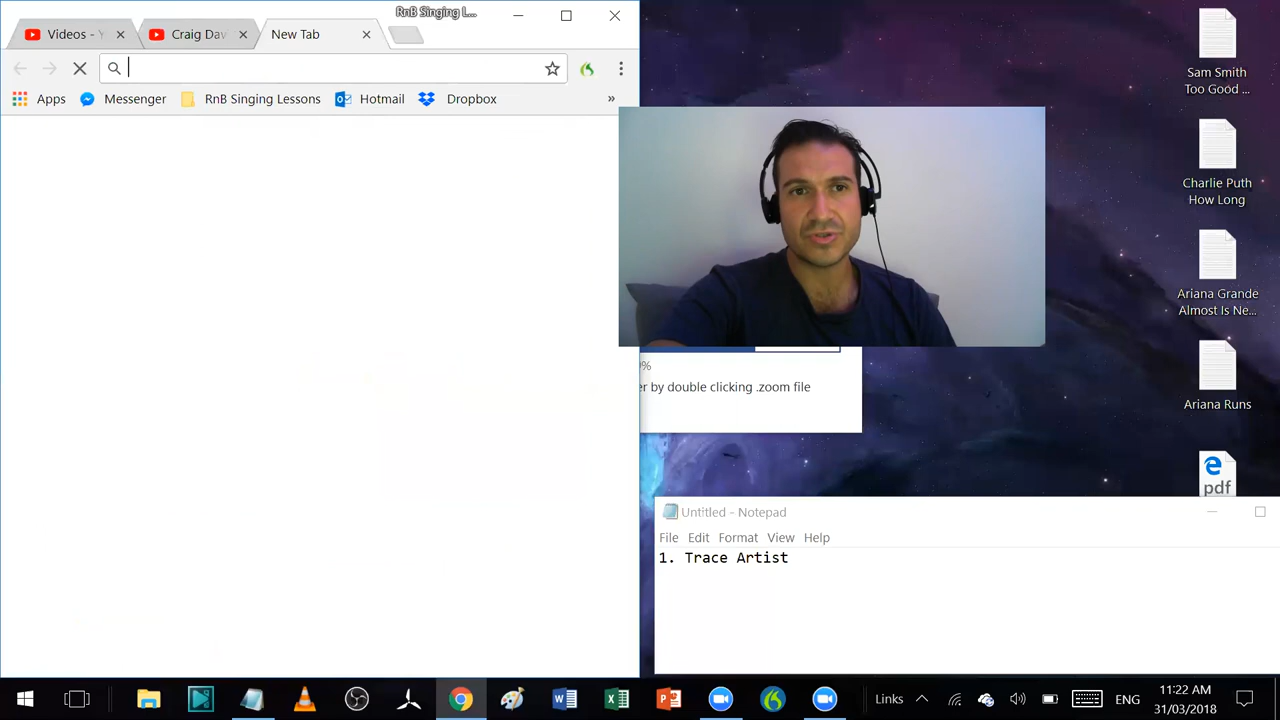 RnB Singing L...
Videos - Y
Craig Dav
New Tab
Apps
Messenger
RnB Singing Lessons
Hotmail
Dropbox
»
Sam Smith
Too Good ...
Charlie Puth
How Long
Ariana Grande
Almost Is Ne...
Ariana Runs
pdf
%
er by double clicking .zoom file
Untitled - Notepad
File Edit Format View Help
1. Trace Artist
Links
ENG
11:22 AM
31/03/2018